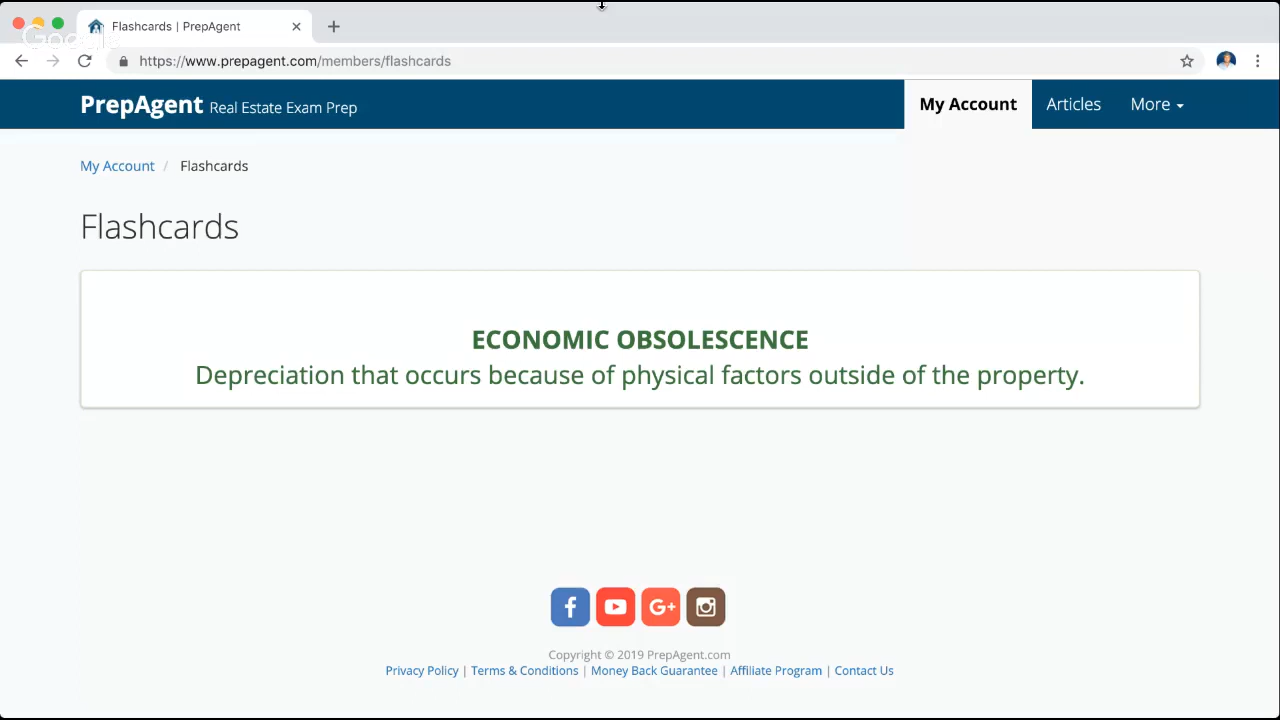 Flashcards | PrepAgent
Google
https://www.prepagent.com/members/flashcards
PrepAgent Real Estate Exam Prep
My Account Articles More
My Account / Flashcards
Flashcards
ECONOMIC OBSOLESCENCE
Depreciation that occurs because of physical factors outside of the property.
f G+
Copyright © 2019 PrepAgent.com
Privacy Policy | Terms & Conditions | Money Back Guarantee | Affiliate Program | Contact Us